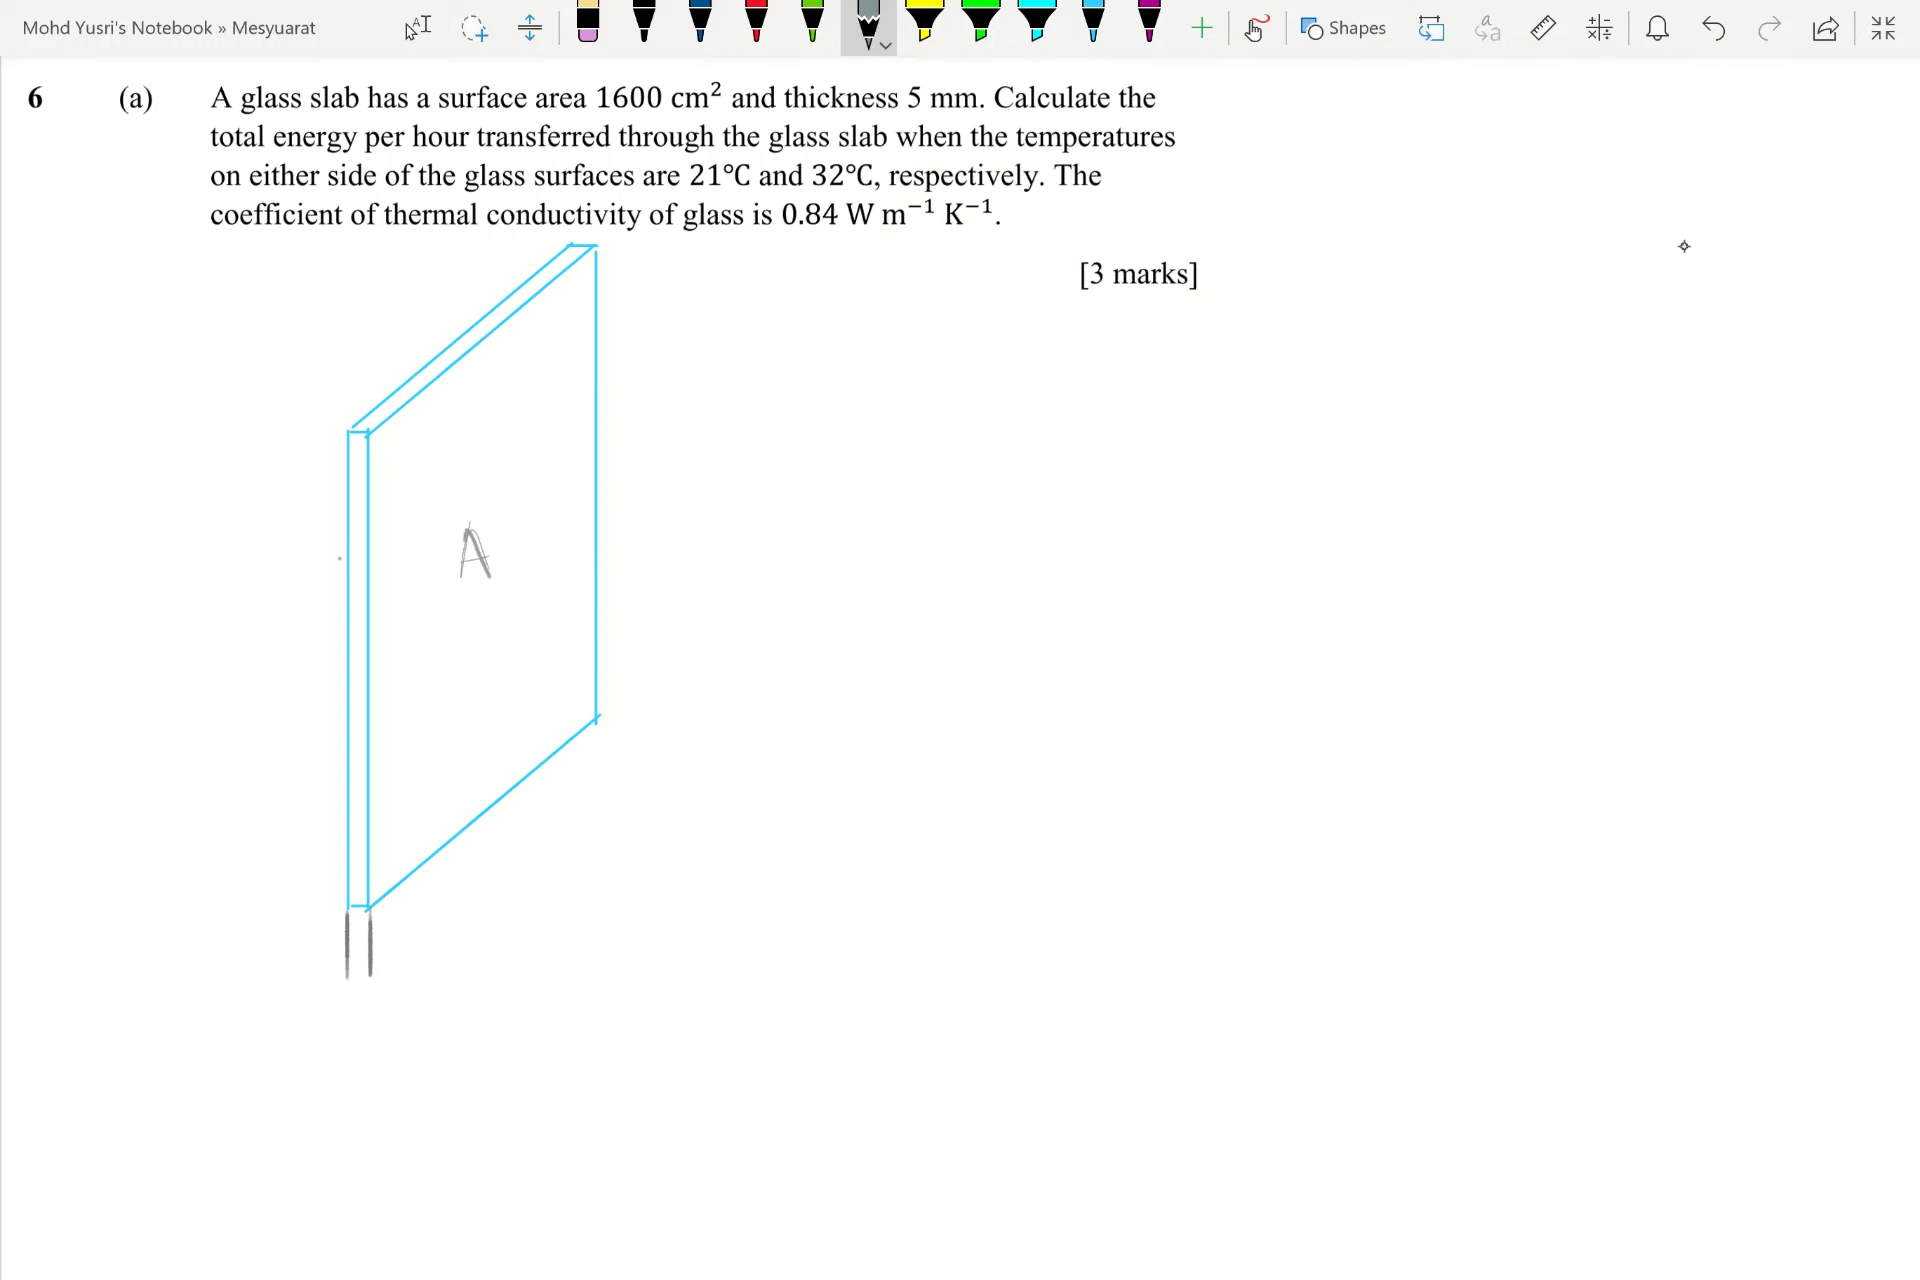 Mohd Yusri's Notebook » Mesyuarat
Shapes
6 (a) A glass slab has a surface area 1600 cm² and thickness 5 mm. Calculate the
total energy per hour transferred through the glass slab when the temperatures
on either side of the glass surfaces are 21°C and 32°C, respectively. The
coefficient of thermal conductivity of glass is 0.84 W m⁻¹ K⁻¹.
[3 marks]
A